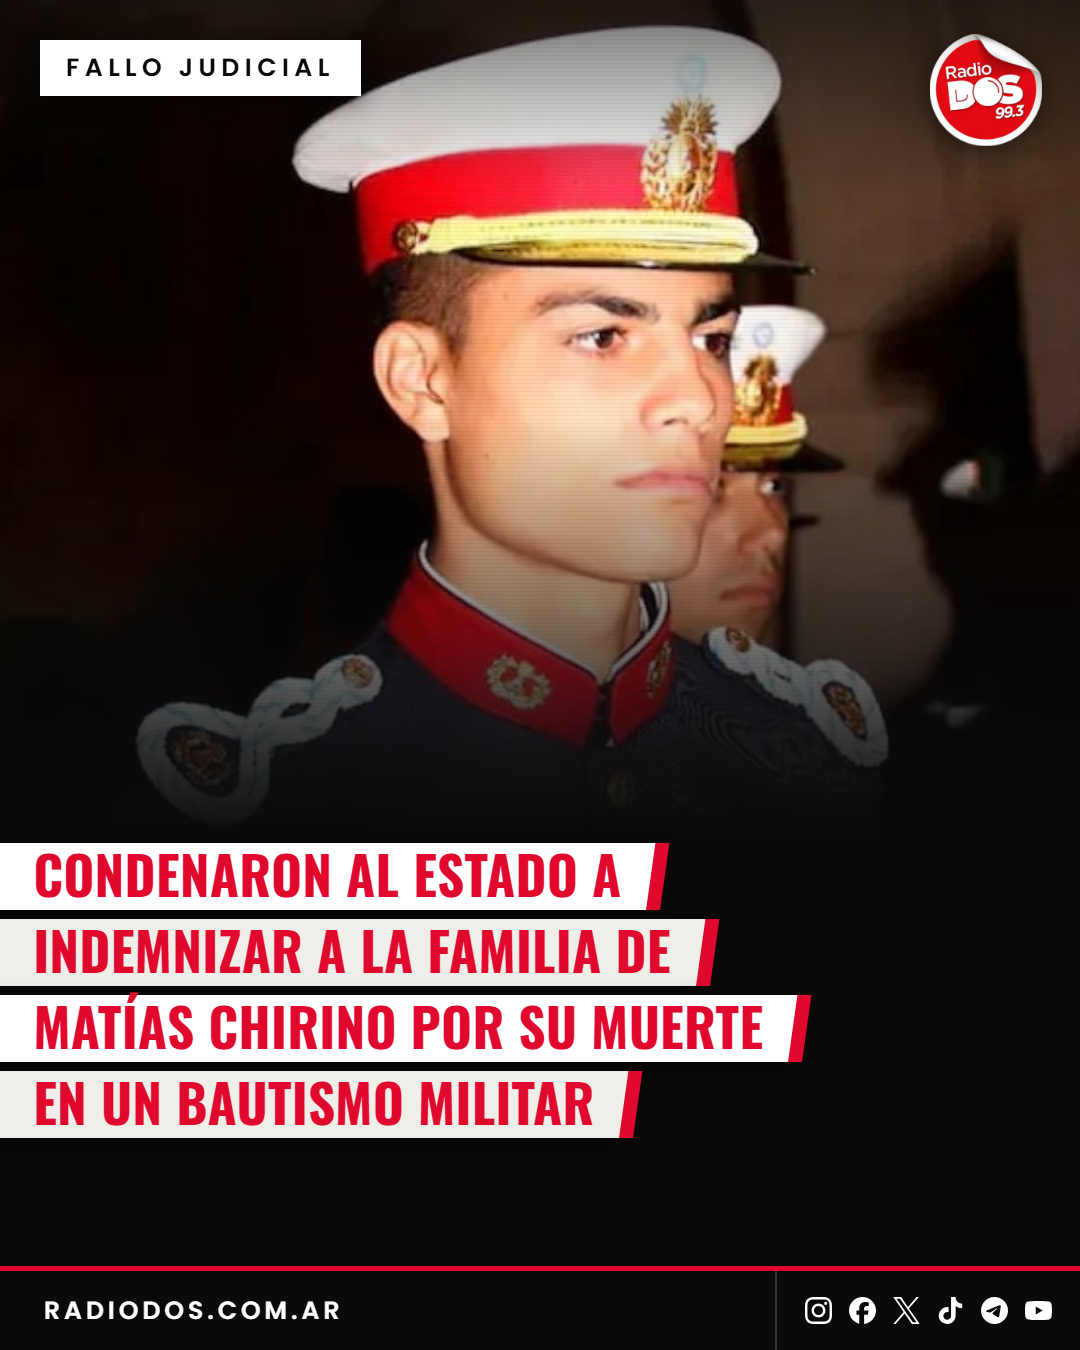 FALLO JUDICIAL
Radio
DOS
99.3
CONDENARON AL ESTADO A
INDEMNIZAR A LA FAMILIA DE
MATÍAS CHIRINO POR SU MUERTE
EN UN BAUTISMO MILITAR
RADIODOS.COM.AR